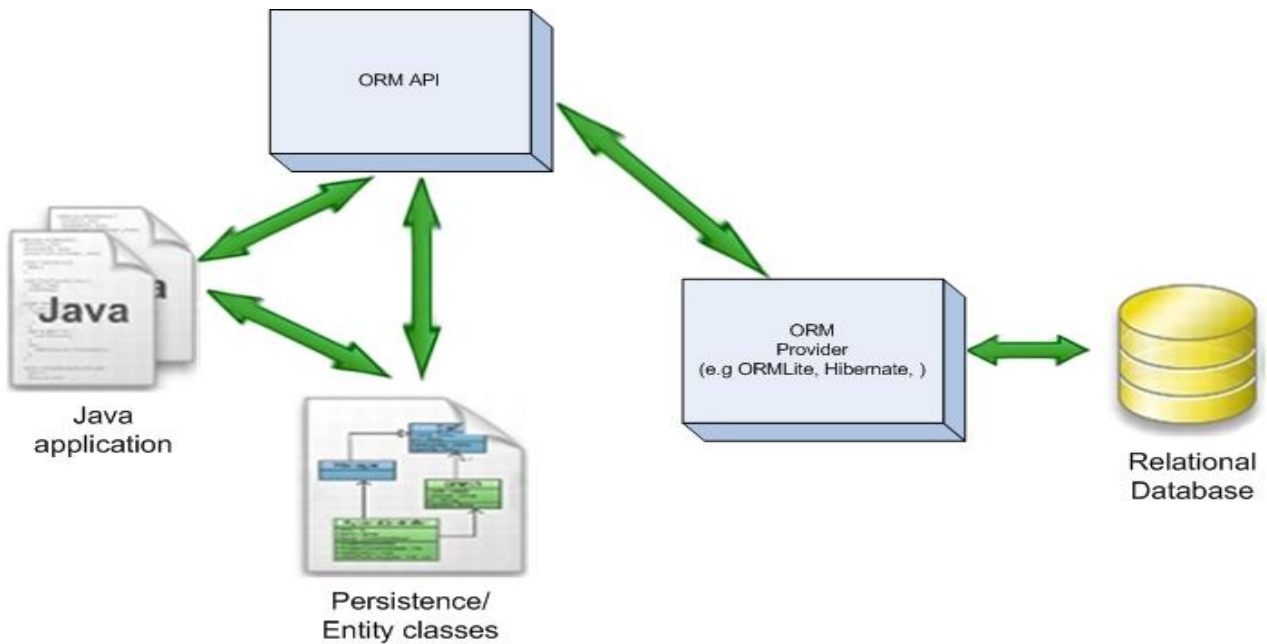 ORM API
Java
Java
application
Persistence/
Entity classes
ORM
Provider
(e.g ORMLite, Hibernate, )
Relational
Database